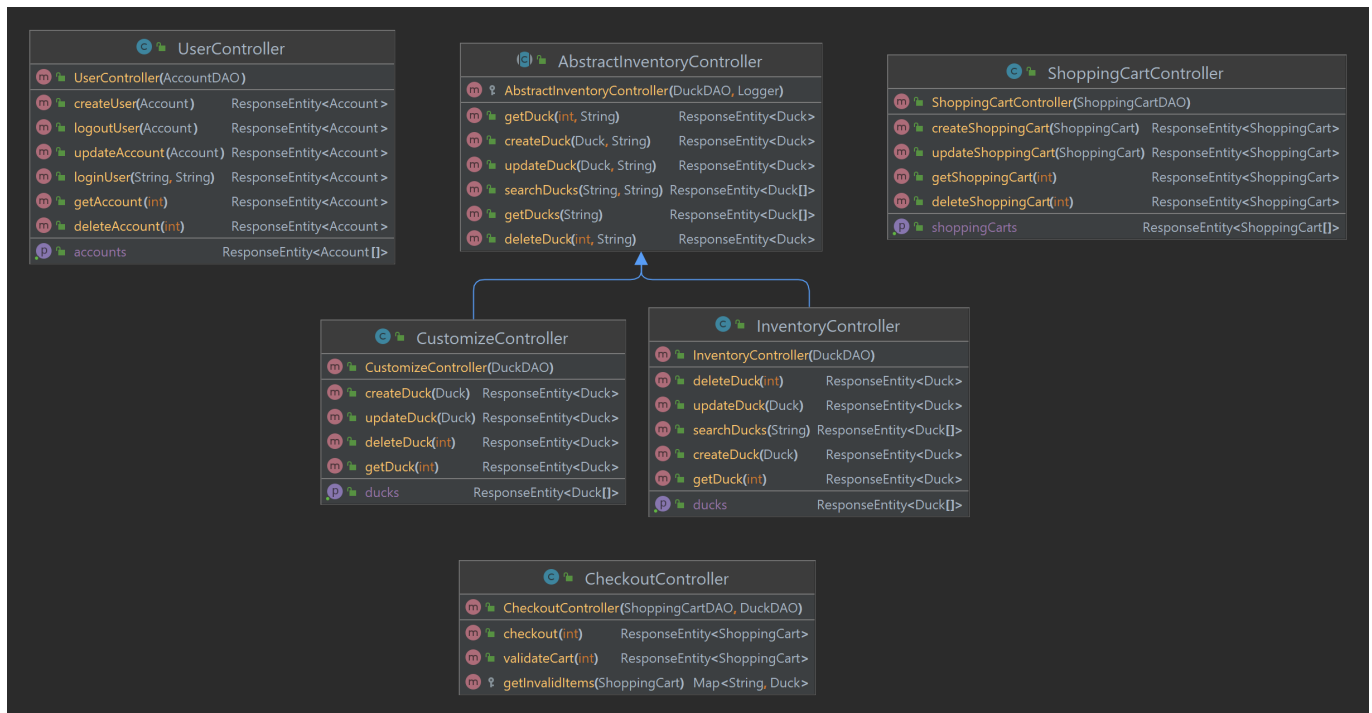 UserController
UserController(AccountDAO)
createUser(Account) ResponseEntity<Account>
logoutUser(Account) ResponseEntity<Account>
updateAccount(Account) ResponseEntity<Account>
loginUser(String, String) ResponseEntity<Account>
getAccount(int) ResponseEntity<Account>
deleteAccount(int) ResponseEntity<Account>
accounts ResponseEntity<Account[]>
AbstractInventoryController
AbstractInventoryController(DuckDAO, Logger)
getDuck(int, String) ResponseEntity<Duck>
createDuck(Duck, String) ResponseEntity<Duck>
updateDuck(Duck, String) ResponseEntity<Duck>
searchDucks(String, String) ResponseEntity<Duck[]>
getDucks(String) ResponseEntity<Duck[]>
deleteDuck(int, String) ResponseEntity<Duck>
ShoppingCartController
ShoppingCartController(ShoppingCartDAO)
createShoppingCart(ShoppingCart) ResponseEntity<ShoppingCart>
updateShoppingCart(ShoppingCart) ResponseEntity<ShoppingCart>
getShoppingCart(int) ResponseEntity<ShoppingCart>
deleteShoppingCart(int) ResponseEntity<ShoppingCart>
shoppingCarts ResponseEntity<ShoppingCart[]>
CustomizeController
CustomizeController(DuckDAO)
createDuck(Duck) ResponseEntity<Duck>
updateDuck(Duck) ResponseEntity<Duck>
deleteDuck(int) ResponseEntity<Duck>
getDuck(int) ResponseEntity<Duck>
ducks ResponseEntity<Duck[]>
InventoryController
InventoryController(DuckDAO)
deleteDuck(int) ResponseEntity<Duck>
updateDuck(Duck) ResponseEntity<Duck>
searchDucks(String) ResponseEntity<Duck[]>
createDuck(Duck) ResponseEntity<Duck>
getDuck(int) ResponseEntity<Duck>
ducks ResponseEntity<Duck[]>
CheckoutController
CheckoutController(ShoppingCartDAO, DuckDAO)
checkout(int) ResponseEntity<ShoppingCart>
validateCart(int) ResponseEntity<ShoppingCart>
getInvalidItems(ShoppingCart) Map<String, Duck>